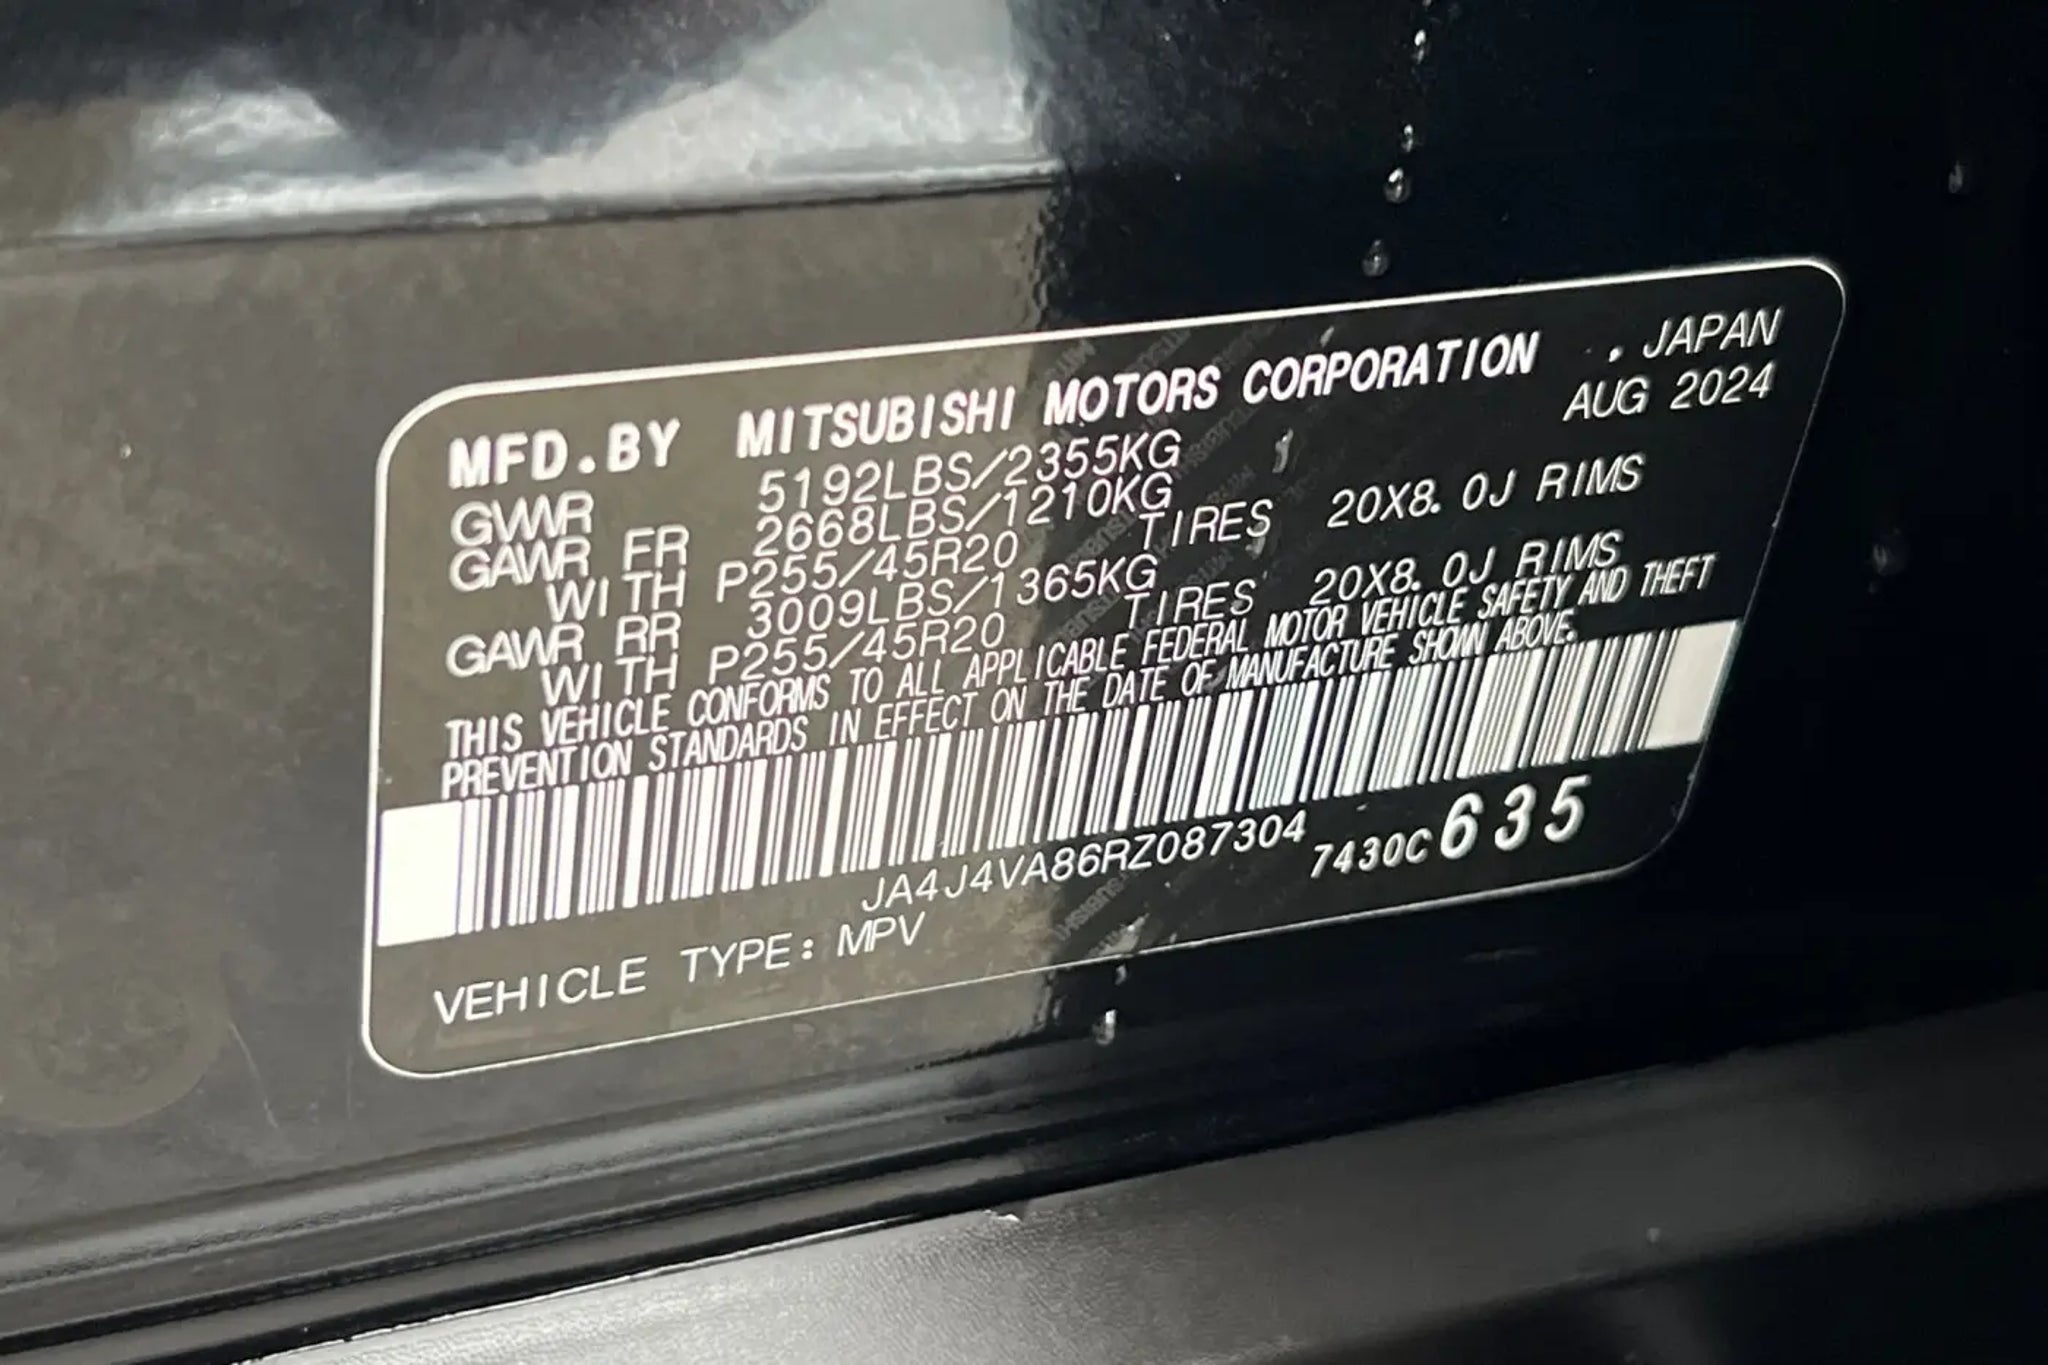 MFD.BY MITSUBISHI MOTORS CORPORATION . JAPAN
AUG 2024
GVWR 5192LBS/2355KG
GAWR FR 2668LBS/1210KG
WITH P255/45R20 TIRES 20X8.0J RIMS
GAWR RR 3009LBS/1365KG
WITH P255/45R20 TIRES 20X8.0J RIMS
THIS VEHICLE CONFORMS TO ALL APPLICABLE FEDERAL MOTOR VEHICLE SAFETY AND THEFT
PREVENTION STANDARDS IN EFFECT ON THE DATE OF MANUFACTURE SHOWN ABOVE.
JA4J4VA86RZ087304 7430C635
VEHICLE TYPE: MPV